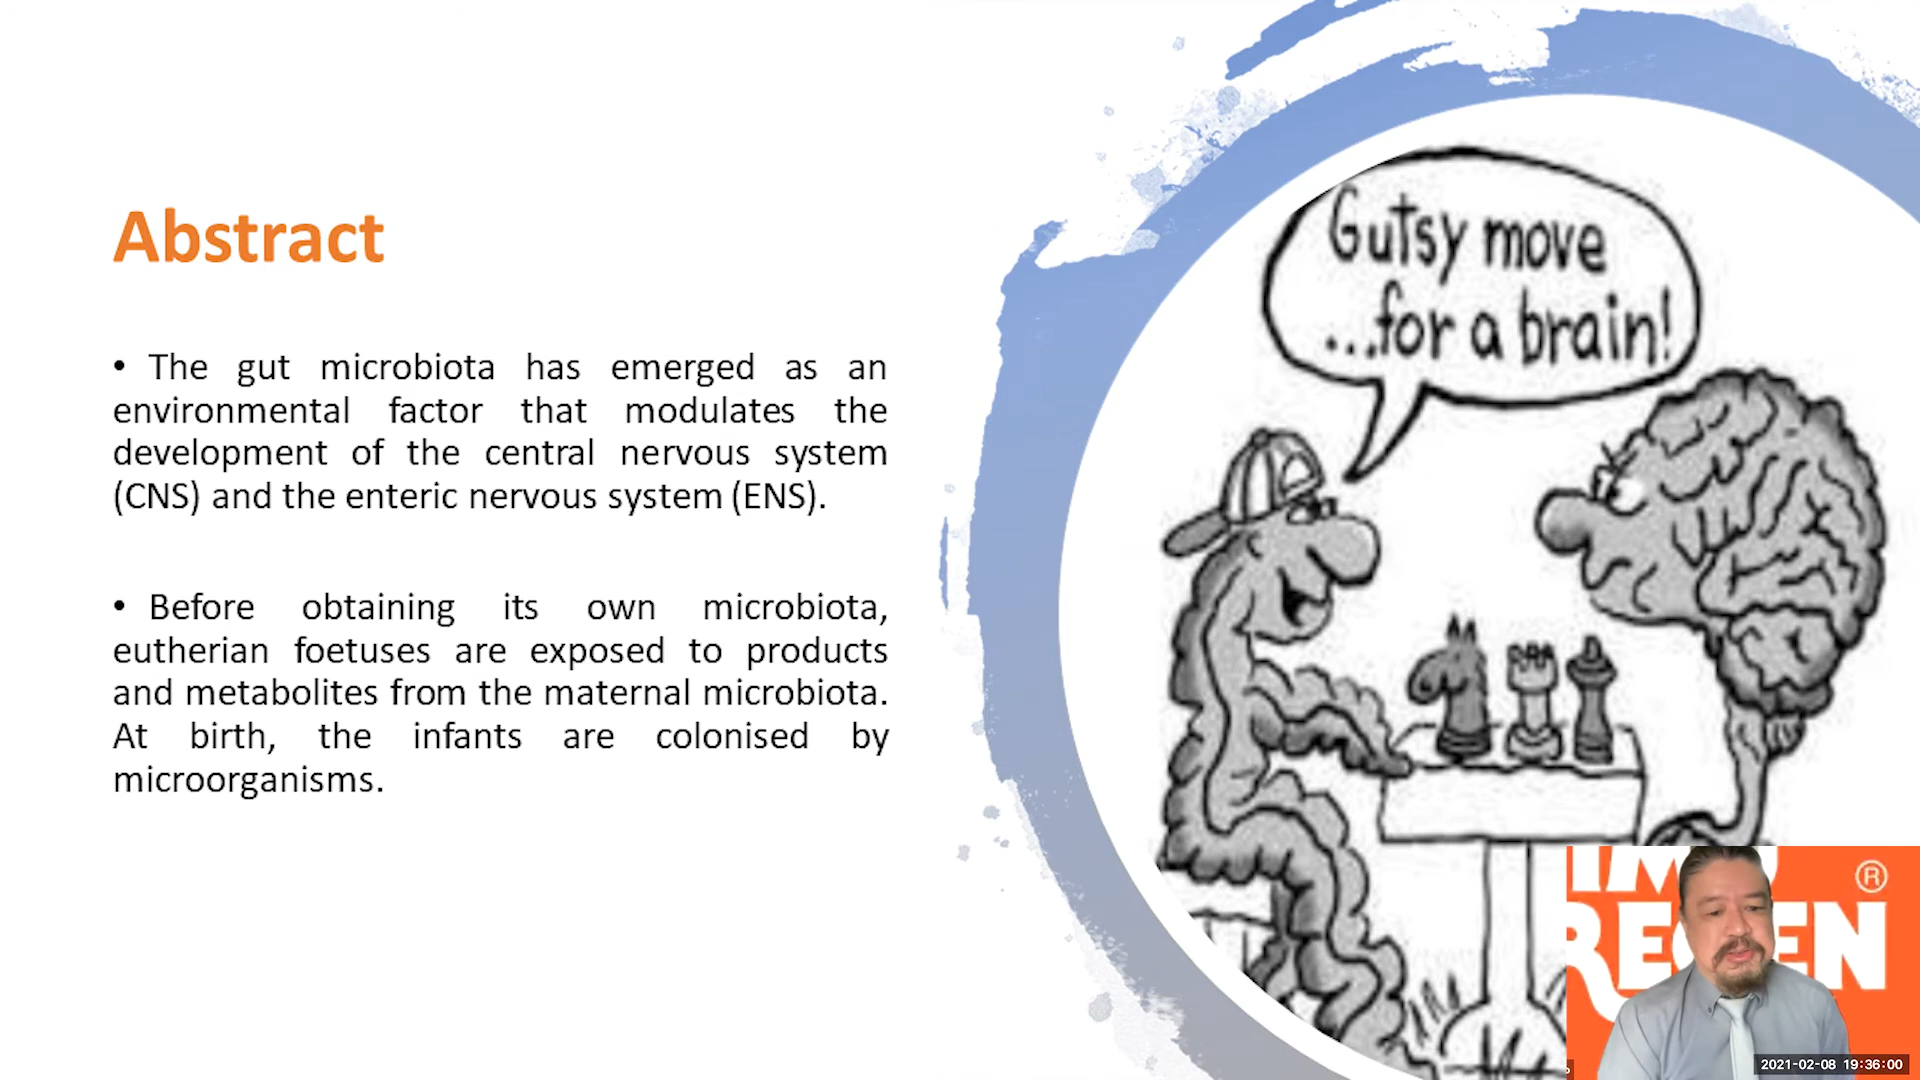 Abstract
• The gut microbiota has emerged as an
environmental factor that modulates the
development of the central nervous system
(CNS) and the enteric nervous system (ENS).
• Before obtaining its own microbiota,
eutherian foetuses are exposed to products
and metabolites from the maternal microbiota.
At birth, the infants are colonised by
microorganisms.
Gutsy move
...for a brain!
®
2021-02-08 19:36:00